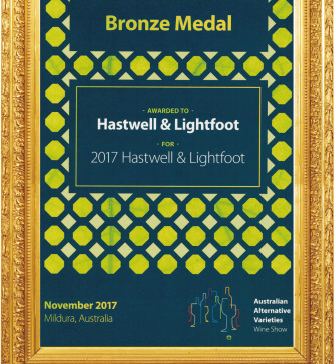 Bronze Medal
- AWARDED TO -
Hastwell & Lightfoot
- FOR -
2017 Hastwell & Lightfoot
November 2017
Mildura, Australia
Australian
Alternative
Varieties
Wine Show